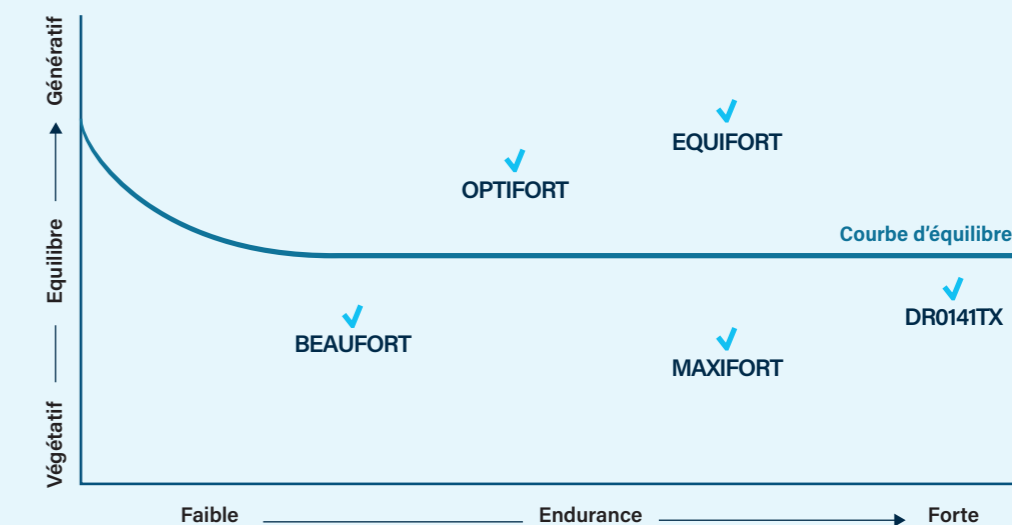 Génératif
Equilibre
Végétatif
EQUIFORT
OPTIFORT
Courbe d'équilibre
BEAUFORT
DR0141TX
MAXIFORT
Faible
Endurance
Forte